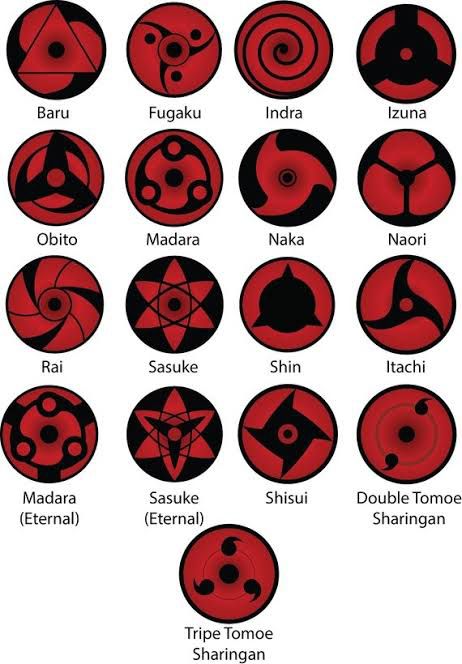 Baru
Fugaku
Indra
Izuna
Obito
Madara
Naka
Naori
Rai
Sasuke
Shin
Itachi
Madara
(Eternal)
Sasuke
(Eternal)
Shisui
Double Tomoe
Sharingan
Tripe Tomoe
Sharingan